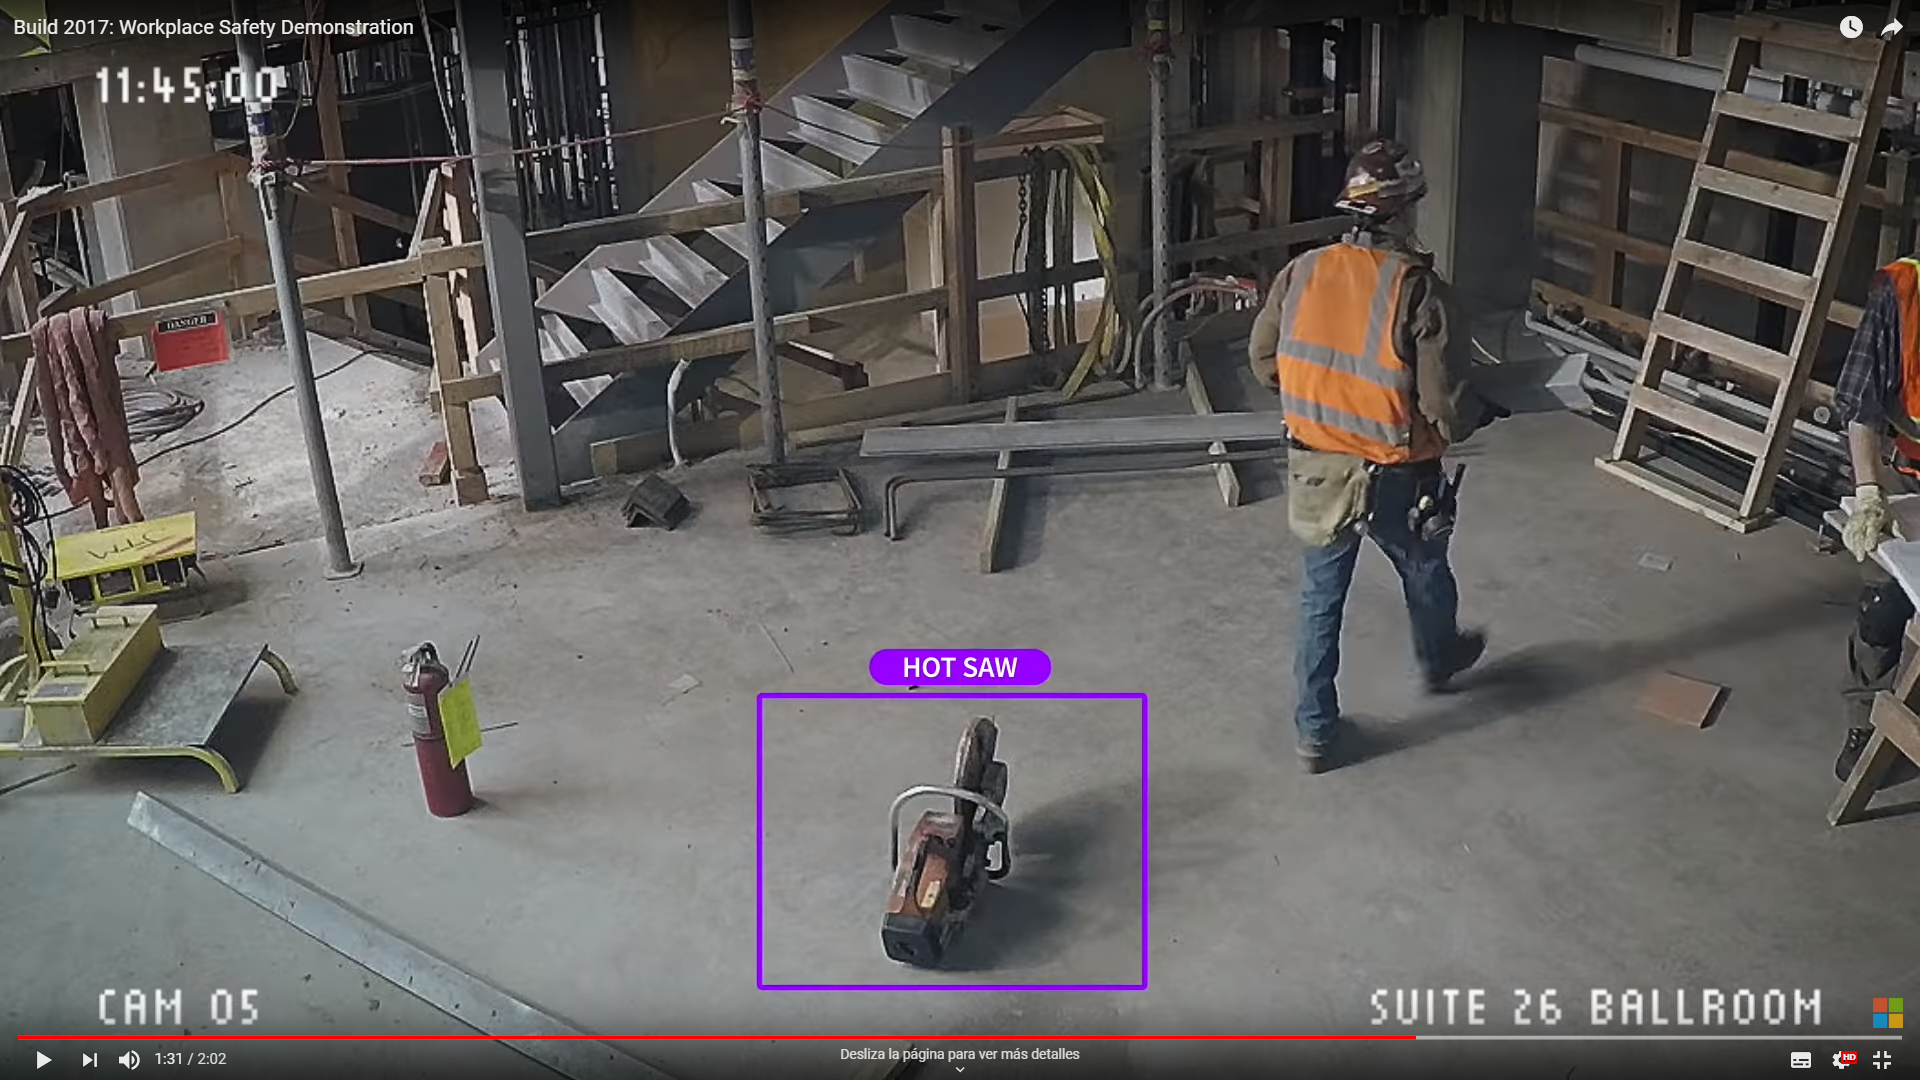 Build 2017: Workplace Safety Demonstration
11:45:00
DANGER
JTM
HOT SAW
CAM 05
SUITE 26 BALLROOM
1:31 / 2:02
Desliza la página para ver más detalles
HD